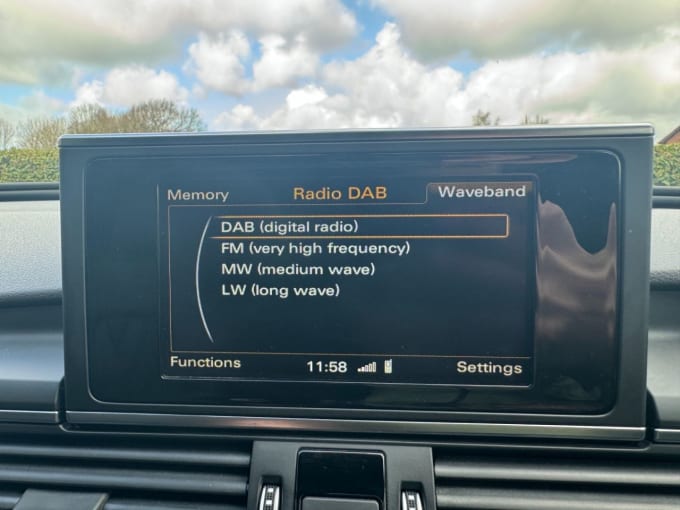 Memory Radio DAB Waveband
DAB (digital radio)
FM (very high frequency)
MW (medium wave)
LW (long wave)
Functions 11:58 Settings